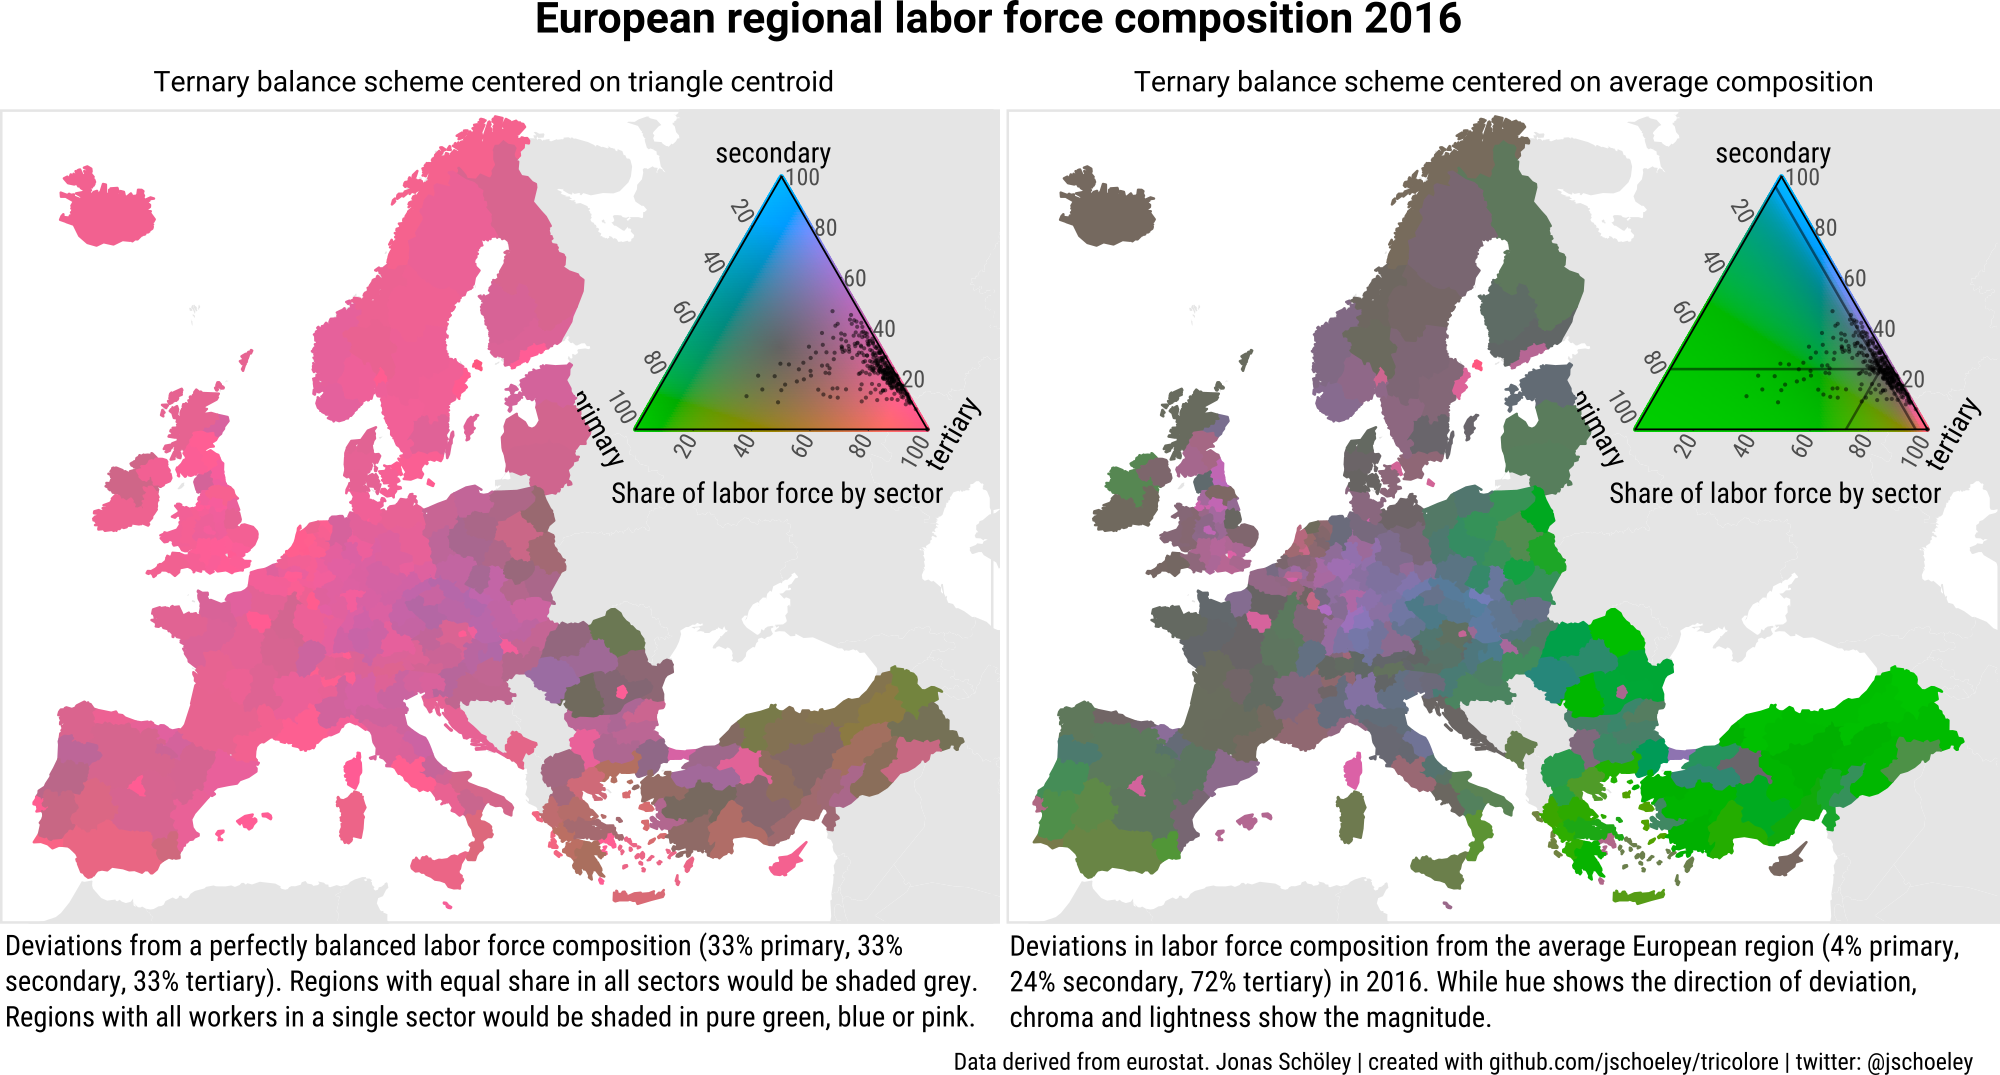 European regional labor force composition 2016
Ternary balance scheme centered on triangle centroid
secondary
100
20
80
40
60
60
40
80
20
100
primary
20
40
60
80
100
tertiary
Share of labor force by sector
Deviations from a perfectly balanced labor force composition (33% primary, 33%
secondary, 33% tertiary). Regions with equal share in all sectors would be shaded grey.
Regions with all workers in a single sector would be shaded in pure green, blue or pink.
Ternary balance scheme centered on average composition
secondary
100
20
80
40
60
60
40
80
20
100
primary
20
40
60
80
100
tertiary
Share of labor force by sector
Deviations in labor force composition from the average European region (4% primary,
24% secondary, 72% tertiary) in 2016. While hue shows the direction of deviation,
chroma and lightness show the magnitude.
Data derived from eurostat. Jonas Schöley | created with github.com/jschoeley/tricolore | twitter: @jschoeley